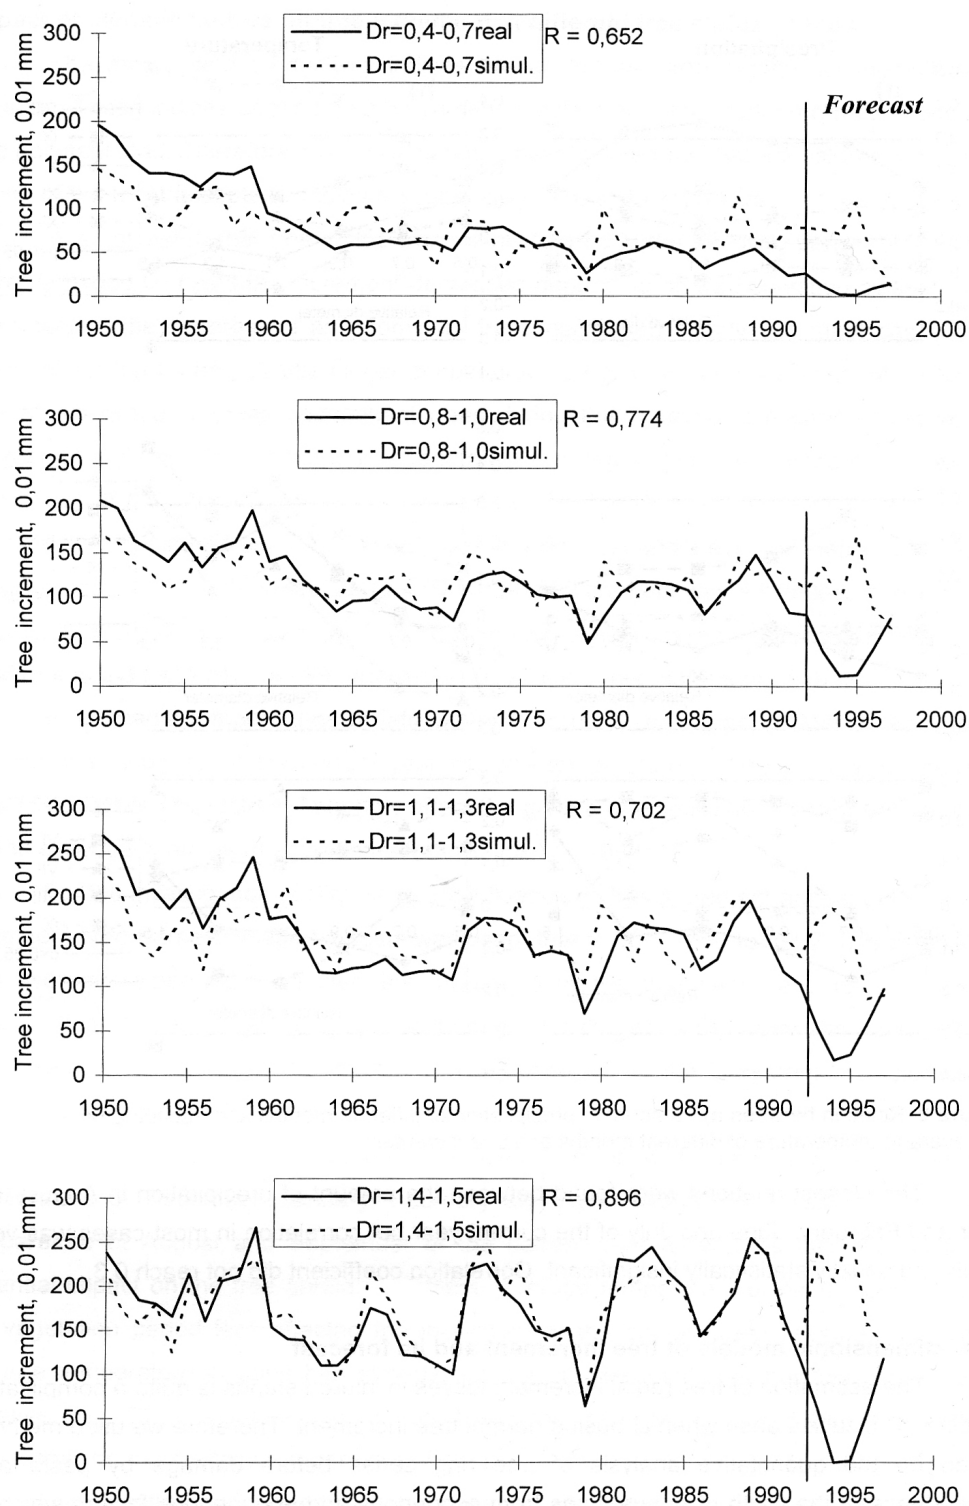 Dr=0,4-0,7real
R = 0,652
Dr=0,4-0,7simul.
Forecast
Tree increment, 0,01 mm
300
250
200
150
100
50
0
1950 1955 1960 1965 1970 1975 1980 1985 1990 1995 2000
Dr=0,8-1,0real
R = 0,774
Dr=0,8-1,0simul.
Tree increment, 0,01 mm
300
250
200
150
100
50
0
1950 1955 1960 1965 1970 1975 1980 1985 1990 1995 2000
Dr=1,1-1,3real
R = 0,702
Dr=1,1-1,3simul.
Tree increment, 0,01 mm
300
250
200
150
100
50
0
1950 1955 1960 1965 1970 1975 1980 1985 1990 1995 2000
Dr=1,4-1,5real
R = 0,896
Dr=1,4-1,5simul.
Tree increment, 0,01 mm
300
250
200
150
100
50
0
1950 1955 1960 1965 1970 1975 1980 1985 1990 1995 2000